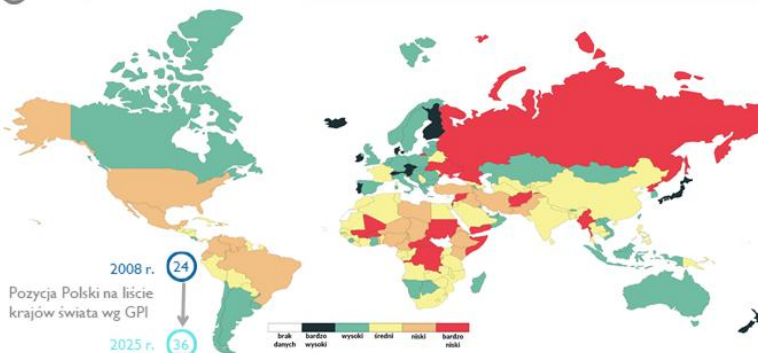 2008 r. 24
Pozycja Polski na liście
krajów świata wg GPI
2025 r. 36
brak danych
bardzo wysoki
wysoki
średni
niski
bardzo niski